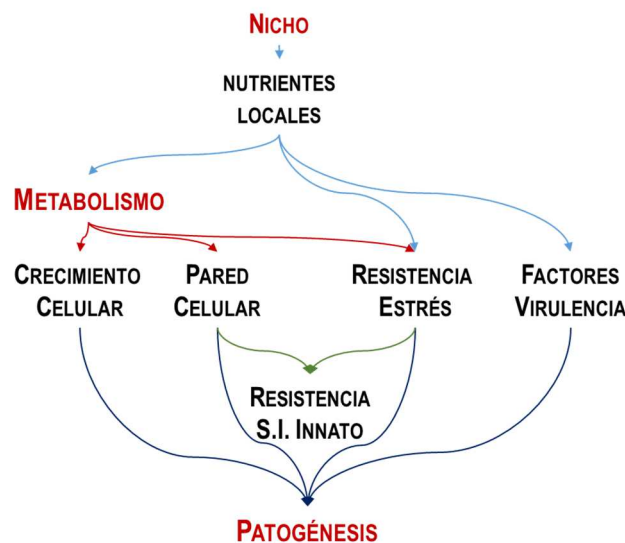 NICHO
NUTRIENTES
LOCALES
METABOLISMO
CRECIMIENTO
CELULAR
PARED
CELULAR
RESISTENCIA
ESTRÉS
FACTORES
VIRULENCIA
RESISTENCIA
S.I. INNATO
PATOGÉNESIS